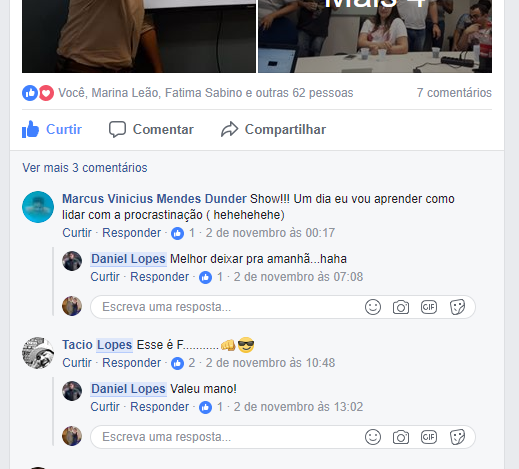 Mais 4
Você, Marina Leão, Fatima Sabino e outras 62 pessoas 7 comentários
Curtir Comentar Compartilhar
Ver mais 3 comentários
Marcus Vinicius Mendes Dunder Show!!! Um dia eu vou aprender como
lidar com a procrastinação ( hehehehehe)
Curtir · Responder · 1 · 2 de novembro às 00:17
Daniel Lopes Melhor deixar pra amanhã...haha
Curtir · Responder · 1 · 2 de novembro às 07:08
Escreva uma resposta... GIF
Tacio Lopes Esse é F...........👊😎
Curtir · Responder · 2 · 2 de novembro às 10:48
Daniel Lopes Valeu mano!
Curtir · Responder · 1 · 2 de novembro às 13:02
Escreva uma resposta... GIF